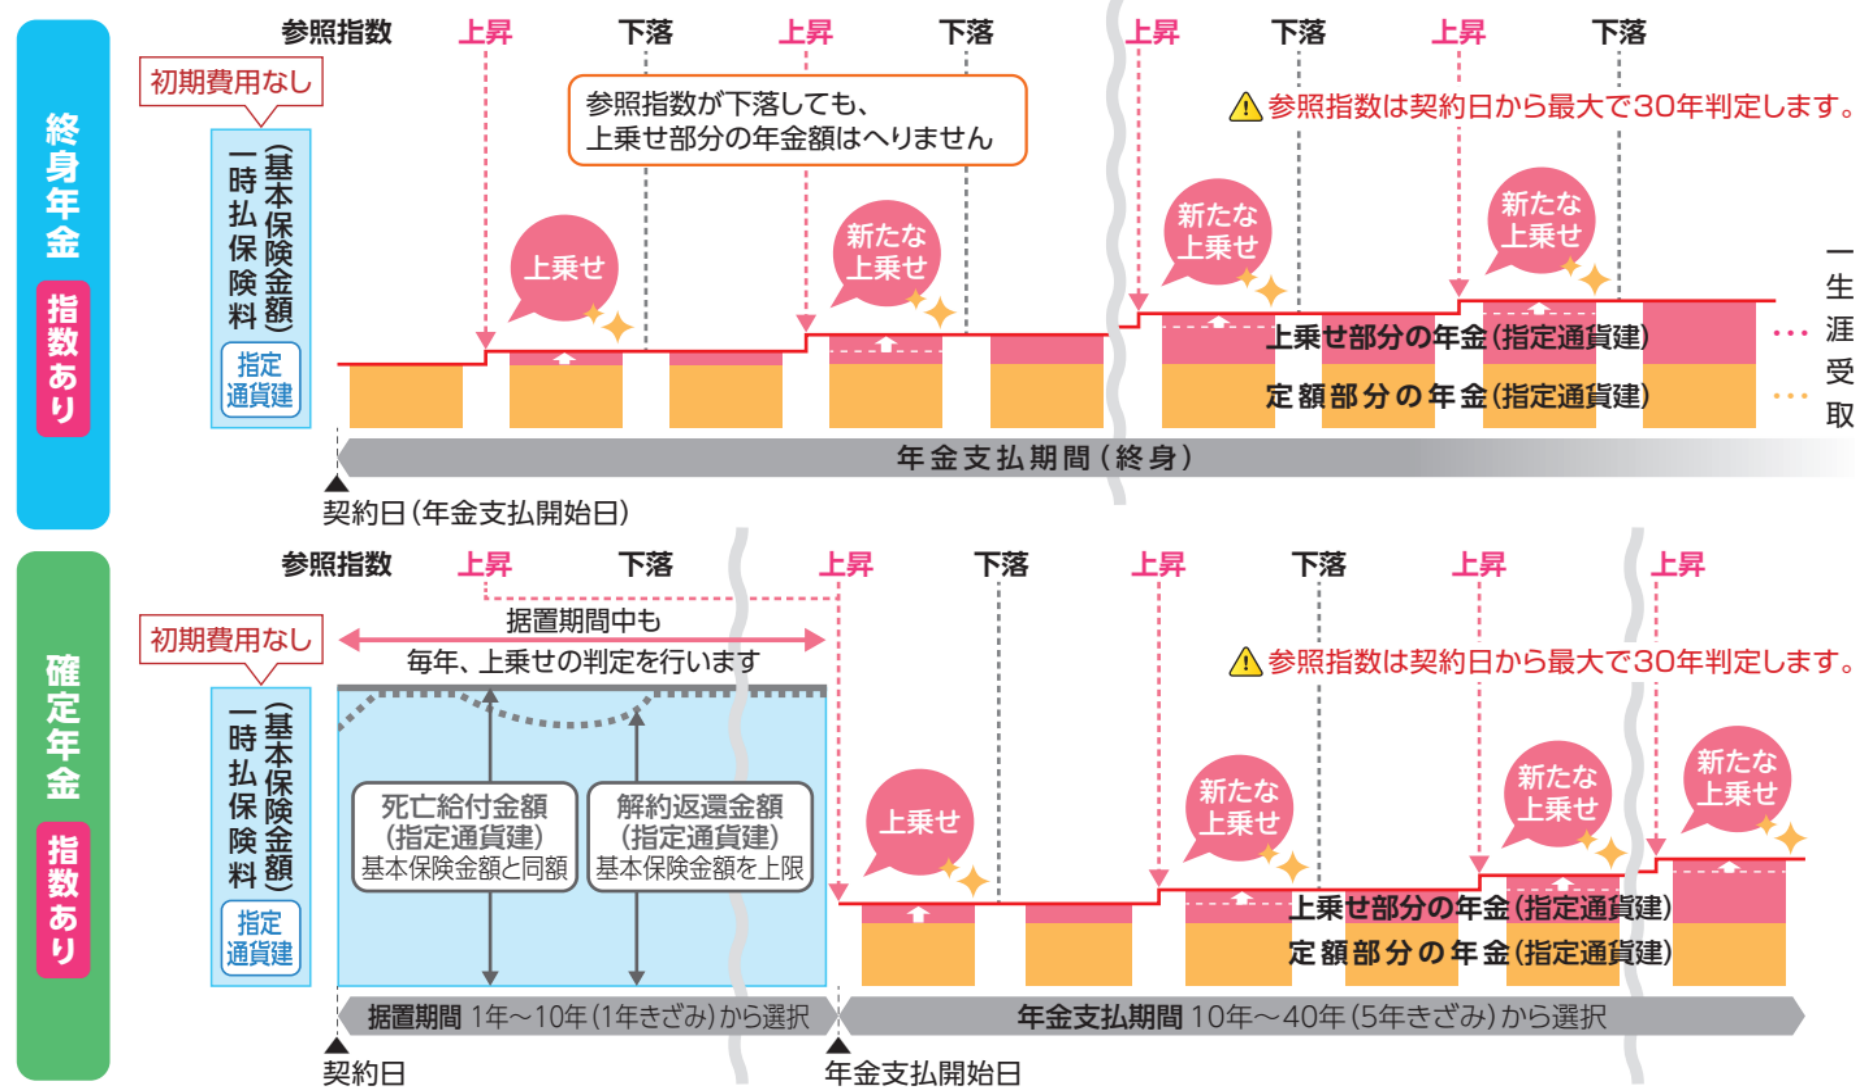 終身年金
指数あり
参照指数
上昇
下落
上昇
下落
上昇
下落
上昇
下落
初期費用なし
参照指数が下落しても、
上乗せ部分の年金額はへりません
参照指数は契約日から最大で30年判定します。
一時払保険料
(基本保険金額)
指定
通貨建
上乗せ
新たな
上乗せ
新たな
上乗せ
新たな
上乗せ
上乗せ部分の年金(指定通貨建)
定額部分の年金(指定通貨建)
…
…
一生涯受取
年金支払期間(終身)
契約日(年金支払開始日)
確定年金
指数あり
参照指数
上昇
下落
上昇
下落
上昇
下落
上昇
上昇
初期費用なし
据置期間中も
毎年、上乗せの判定を行います
参照指数は契約日から最大で30年判定します。
一時払保険料
(基本保険金額)
指定
通貨建
死亡給付金額
(指定通貨建)
基本保険金額と同額
解約返還金額
(指定通貨建)
基本保険金額を上限
上乗せ
新たな
上乗せ
新たな
上乗せ
新たな
上乗せ
上乗せ部分の年金(指定通貨建)
定額部分の年金(指定通貨建)
据置期間 1年～10年(1年きざみ)から選択
年金支払期間 10年～40年(5年きざみ)から選択
契約日
年金支払開始日